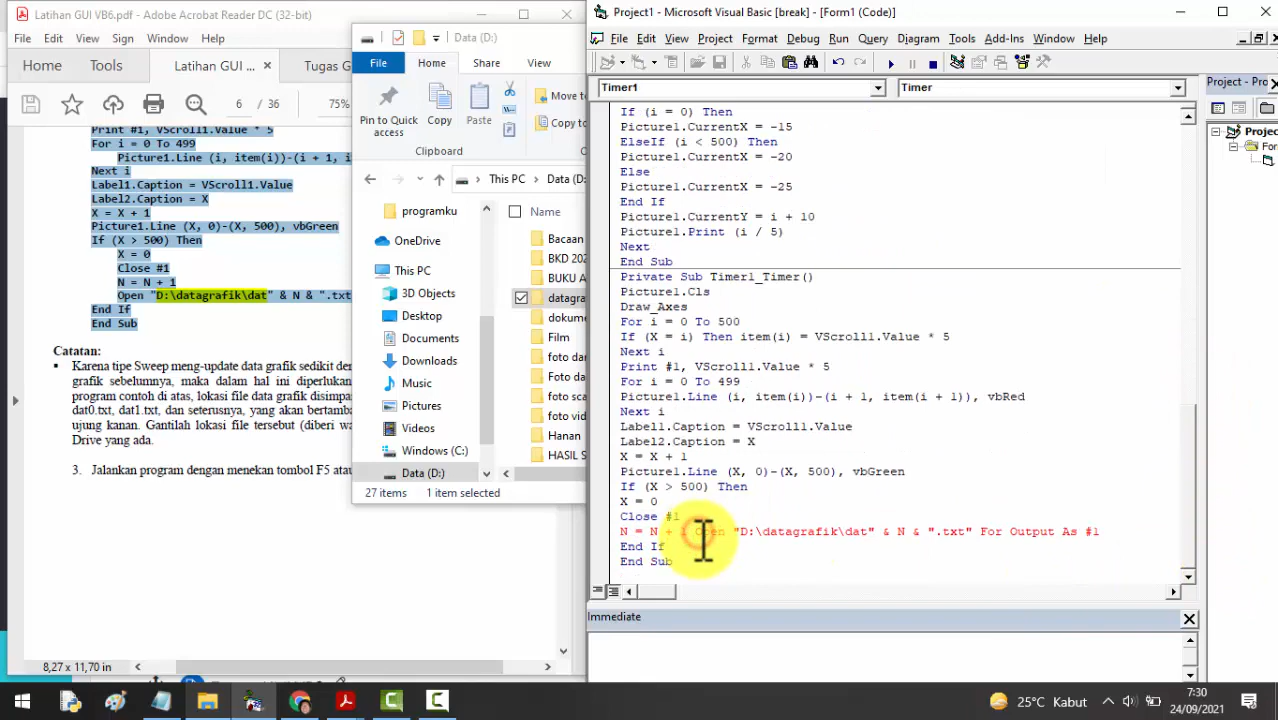 Latihan GUI VB6.pdf - Adobe Acrobat Reader DC (32-bit)
File Edit View Sign Window Help
Home Tools Latihan GUI ... Tugas G
6 / 36 75%
Print #1, VScroll1.Value * 5
For i = 0 To 499
Picture1.Line (i, item(i))-(i + 1, i
Next i
Label1.Caption = VScroll1.Value
Label2.Caption = X
X = X + 1
Picture1.Line (X, 0)-(X, 500), vbGreen
If (X > 500) Then
X = 0
Close #1
N = N + 1
Open "D:\datagrafik\dat" & N & ".txt
End If
End Sub
Catatan:
Karena tipe Sweep meng-update data grafik sedikit de
grafik sebelumnya, maka dalam hal ini diperlukan
program contoh di atas, lokasi file data grafik disimpa
dat0.txt, dat1.txt, dan seterusnya, yang akan bertamba
ujung kanan. Gantilah lokasi file tersebut (diberi wa
Drive yang ada.
3. Jalankan program dengan menekan tombol F5 atau
8,27 x 11,70 in
Data (D:)
File Home Share View
Pin to Quick access
Copy
Paste
Move to
Copy to
Clipboard
This PC Data (D:
Name
programku
OneDrive
This PC
3D Objects
Desktop
Documents
Downloads
Music
Pictures
Videos
Windows (C:)
Data (D:)
Bacaan
BKD 202
BUKU A
datagra
dokume
Film
foto dar
Foto da
foto sca
foto vid
Hanan
HASIL S
27 items 1 item selected
Project1 - Microsoft Visual Basic [break] - [Form1 (Code)]
File Edit View Project Format Debug Run Query Diagram Tools Add-Ins Window Help
Timer1 Timer
If (i = 0) Then
Picture1.CurrentX = -15
ElseIf (i < 500) Then
Picture1.CurrentX = -20
Else
Picture1.CurrentX = -25
End If
Picture1.CurrentY = i + 10
Picture1.Print (i / 5)
Next
End Sub
Private Sub Timer1_Timer()
Picture1.Cls
Draw_Axes
For i = 0 To 500
If (X = i) Then item(i) = VScroll1.Value * 5
Next i
Print #1, VScroll1.Value * 5
For i = 0 To 499
Picture1.Line (i, item(i))-(i + 1, item(i + 1)), vbRed
Next i
Label1.Caption = VScroll1.Value
Label2.Caption = X
X = X + 1
Picture1.Line (X, 0)-(X, 500), vbGreen
If (X > 500) Then
X = 0
Close #1
N = N + 1 Open "D:\datagrafik\dat" & N & ".txt" For Output As #1
End If
End Sub
Immediate
Project - Pro
Projec
For
25°C Kabut
7:30
24/09/2021